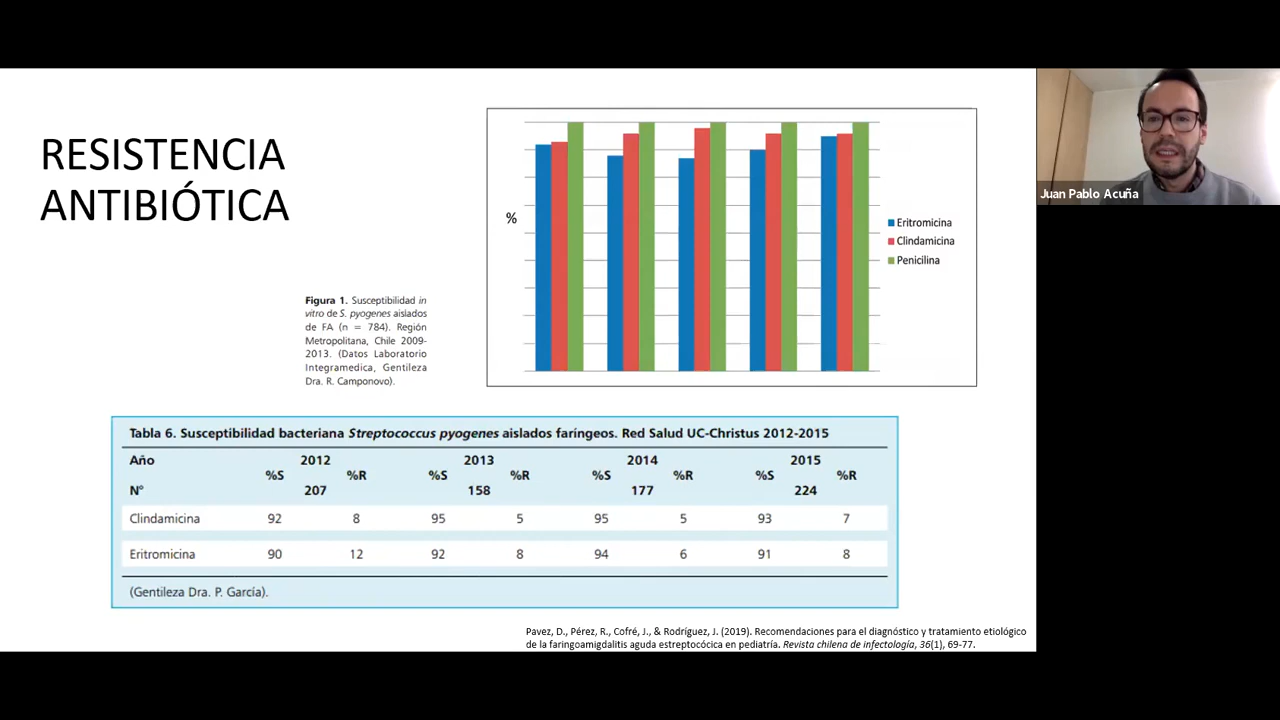 RESISTENCIA
ANTIBIÓTICA
%
Eritromicina
Clindamicina
Penicilina
Figura 1. Susceptibilidad in
vitro de S. pyogenes aislados
de FA (n = 784). Región
Metropolitana, Chile 2009-
2013. (Datos Laboratorio
Integramedica, Gentileza
Dra. R. Camponovo).
Juan Pablo Acuña
Tabla 6. Susceptibilidad bacteriana Streptococcus pyogenes aislados faríngeos. Red Salud UC-Christus 2012-2015
Año 2012 2013 2014 2015
%S %R %S %R %S %R %S %R
N° 207 158 177 224
Clindamicina 92 8 95 5 95 5 93 7
Eritromicina 90 12 92 8 94 6 91 8
(Gentileza Dra. P. García).
Pavez, D., Pérez, R., Cofré, J., & Rodríguez, J. (2019). Recomendaciones para el diagnóstico y tratamiento etiológico
de la faringoamigdalitis aguda estreptocócica en pediatría. Revista chilena de infectología, 36(1), 69-77.